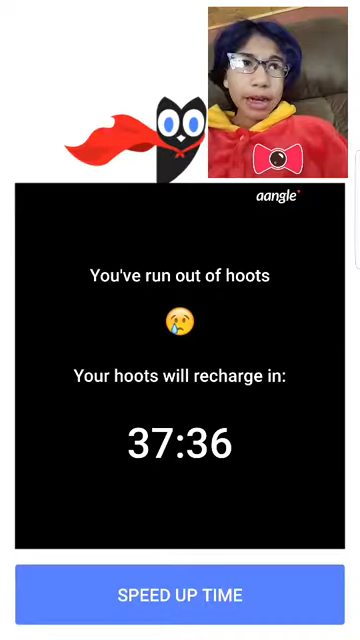 aangle
You've run out of hoots
😢
Your hoots will recharge in:
37:36
SPEED UP TIME